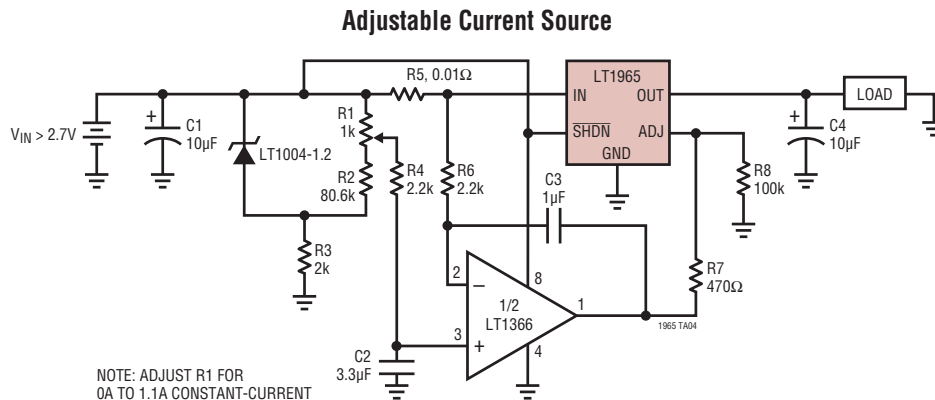 Adjustable Current Source
R5, 0.01Ω
LT1965
IN
OUT
SHDN
ADJ
GND
LOAD
VIN > 2.7V
+
C1
10µF
LT1004-1.2
R1
1k
R2
80.6k
R4
2.2k
R6
2.2k
C3
1µF
+
C4
10µF
R8
100k
R3
2k
R7
470Ω
2
–
8
1/2
LT1366
1
3
+
4
1965 TA04
C2
3.3µF
NOTE: ADJUST R1 FOR
0A TO 1.1A CONSTANT-CURRENT